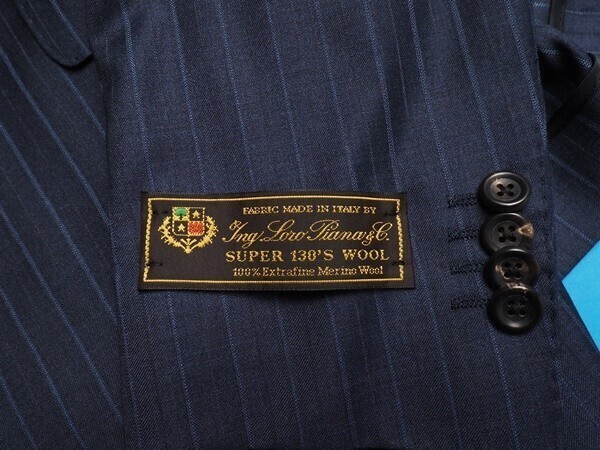 FABRIC MADE IN ITALY BY
Ing. Loro Piana & C.
SUPER 130'S WOOL
100% Extrafine Merino Wool